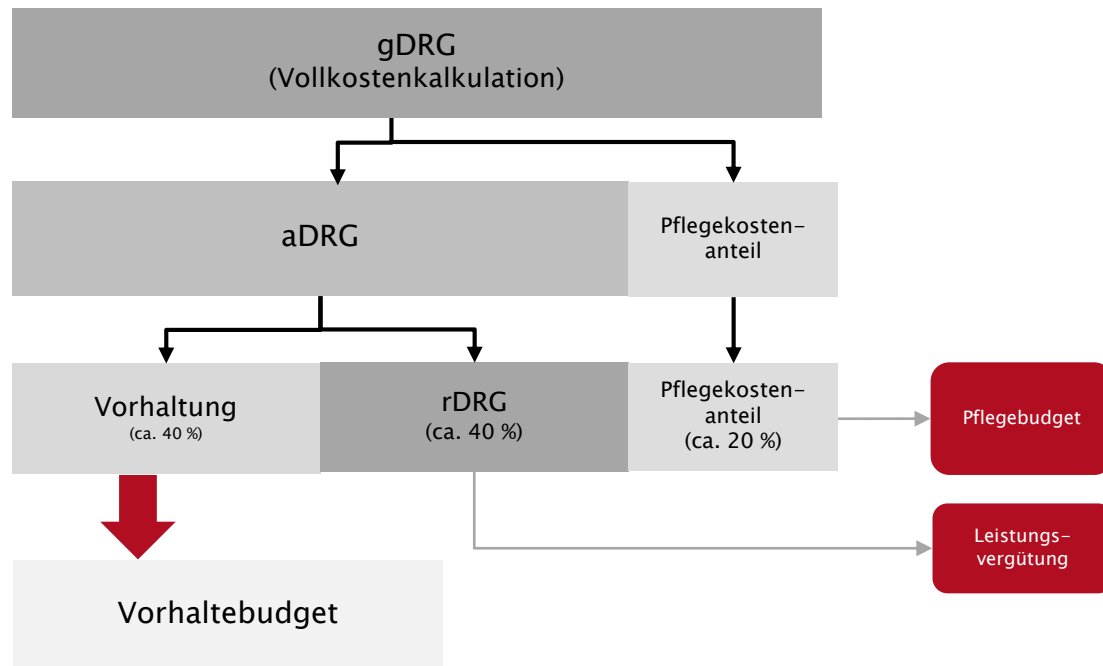 gDRG
(Vollkostenkalkulation)
aDRG
Pflegekosten-
anteil
Vorhaltung
(ca. 40 %)
rDRG
(ca. 40 %)
Pflegekosten-
anteil
(ca. 20 %)
Pflegebudget
Leistungs-
vergütung
Vorhaltebudget